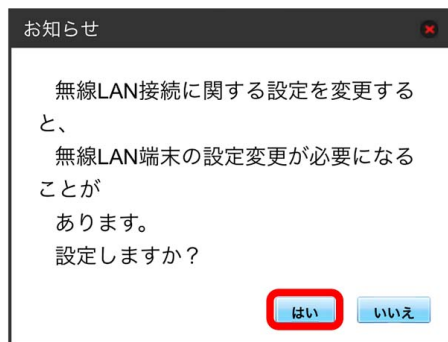 お知らせ
無線LAN接続に関する設定を変更する
と、
無線LAN端末の設定変更が必要になる
ことが
あります。
設定しますか？
はい いいえ